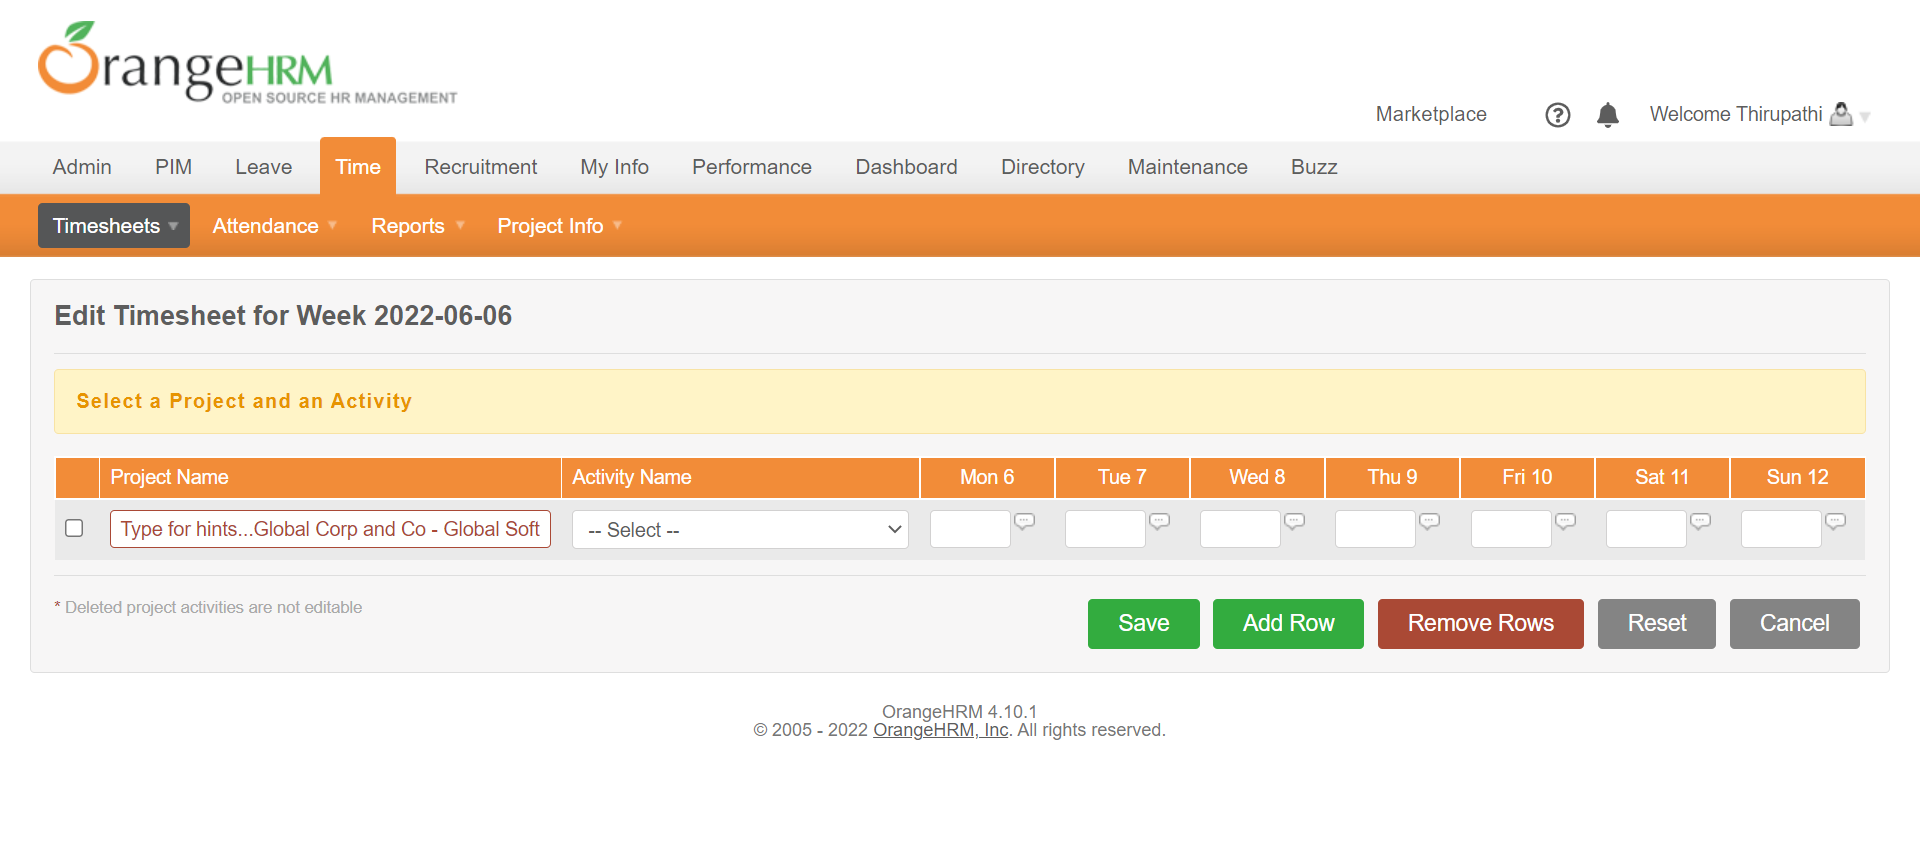 OrangeHRM
OPEN SOURCE HR MANAGEMENT
Marketplace ? Welcome Thirupathi
Admin PIM Leave Time Recruitment My Info Performance Dashboard Directory Maintenance Buzz
Timesheets Attendance Reports Project Info
Edit Timesheet for Week 2022-06-06
Select a Project and an Activity
Project Name Activity Name Mon 6 Tue 7 Wed 8 Thu 9 Fri 10 Sat 11 Sun 12
Type for hints...Global Corp and Co - Global Soft -- Select --
* Deleted project activities are not editable
Save Add Row Remove Rows Reset Cancel
OrangeHRM 4.10.1
© 2005 - 2022 OrangeHRM, Inc. All rights reserved.